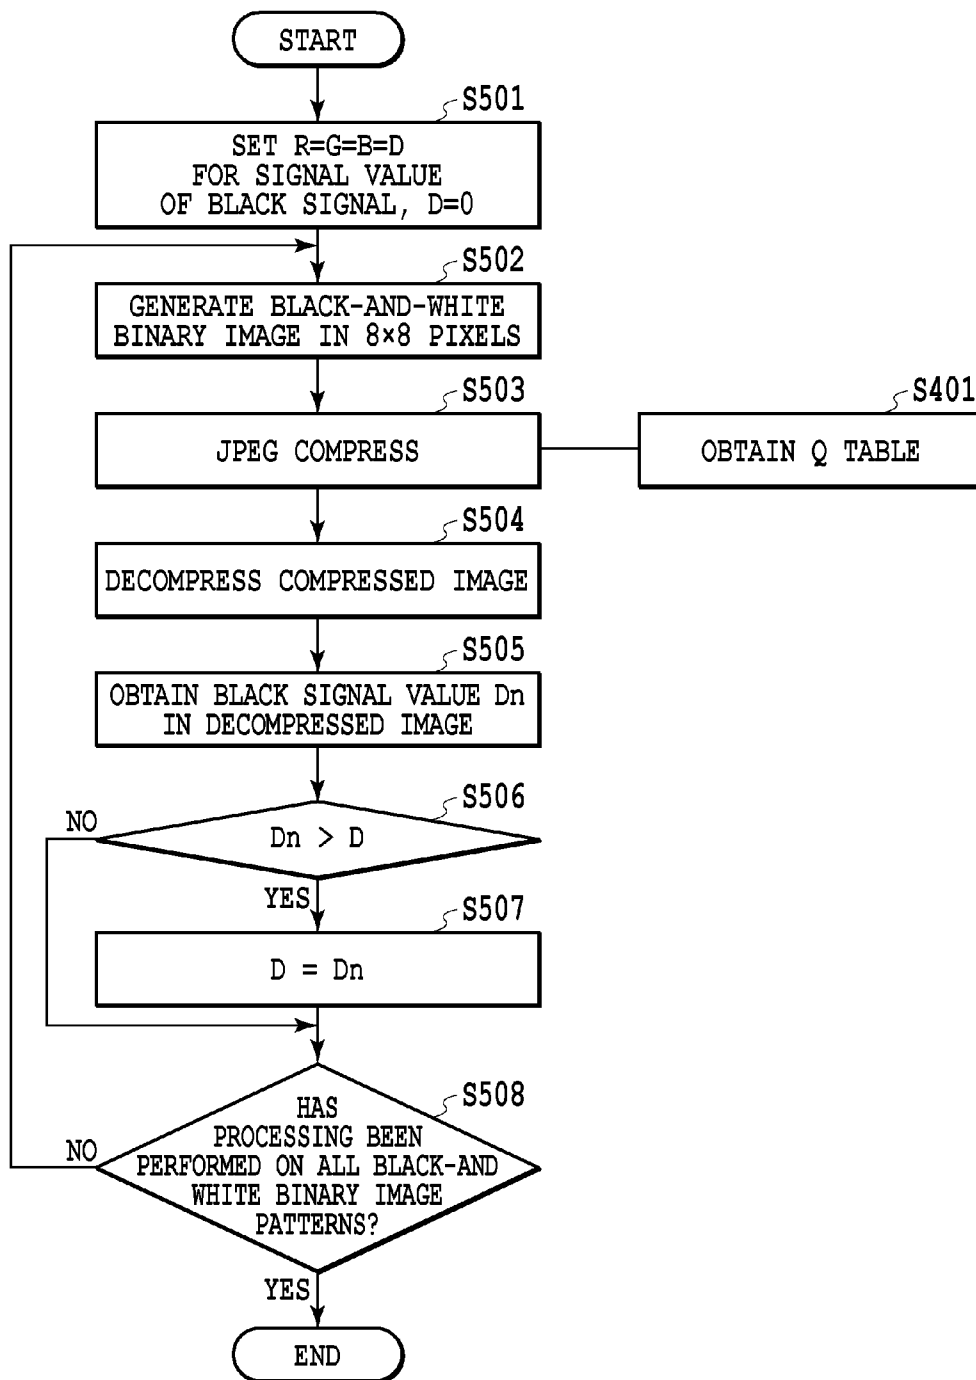 START
S501
SET R=G=B=D
FOR SIGNAL VALUE
OF BLACK SIGNAL, D=0
S502
GENERATE BLACK-AND-WHITE
BINARY IMAGE IN 8×8 PIXELS
S503
JPEG COMPRESS
S401
OBTAIN Q TABLE
S504
DECOMPRESS COMPRESSED IMAGE
S505
OBTAIN BLACK SIGNAL VALUE Dn
IN DECOMPRESSED IMAGE
S506
NO
Dn > D
YES
S507
D = Dn
S508
NO
HAS
PROCESSING BEEN
PERFORMED ON ALL BLACK-AND
WHITE BINARY IMAGE
PATTERNS?
YES
END